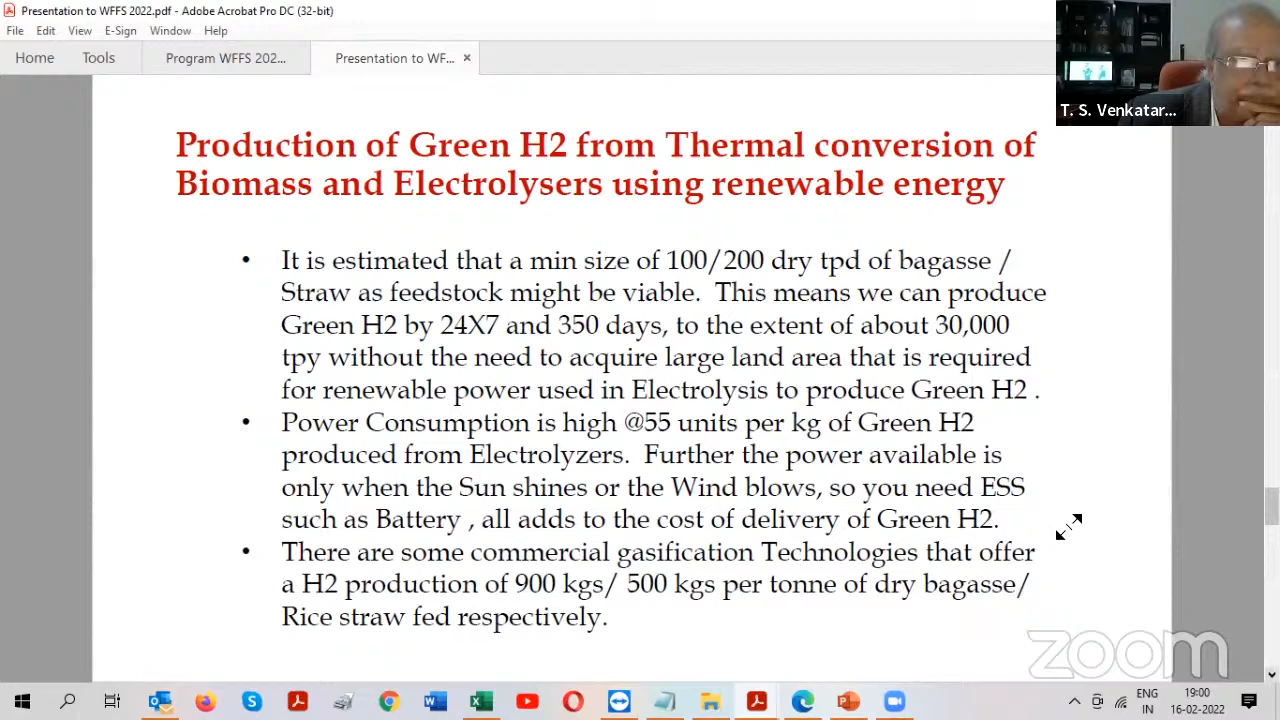 Presentation to WFFS 2022.pdf - Adobe Acrobat Pro DC (32-bit)
File Edit View E-Sign Window Help
Home Tools Program WFFS 202... Presentation to WF... ×
T. S. Venkatar...
Production of Green H2 from Thermal conversion of
Biomass and Electrolysers using renewable energy
• It is estimated that a min size of 100/200 dry tpd of bagasse /
Straw as feedstock might be viable. This means we can produce
Green H2 by 24X7 and 350 days, to the extent of about 30,000
tpy without the need to acquire large land area that is required
for renewable power used in Electrolysis to produce Green H2 .
• Power Consumption is high @55 units per kg of Green H2
produced from Electrolyzers. Further the power available is
only when the Sun shines or the Wind blows, so you need ESS
such as Battery , all adds to the cost of delivery of Green H2.
• There are some commercial gasification Technologies that offer
a H2 production of 900 kgs/ 500 kgs per tonne of dry bagasse/
Rice straw fed respectively.
zoom
ENG
IN
19:00
16-02-2022